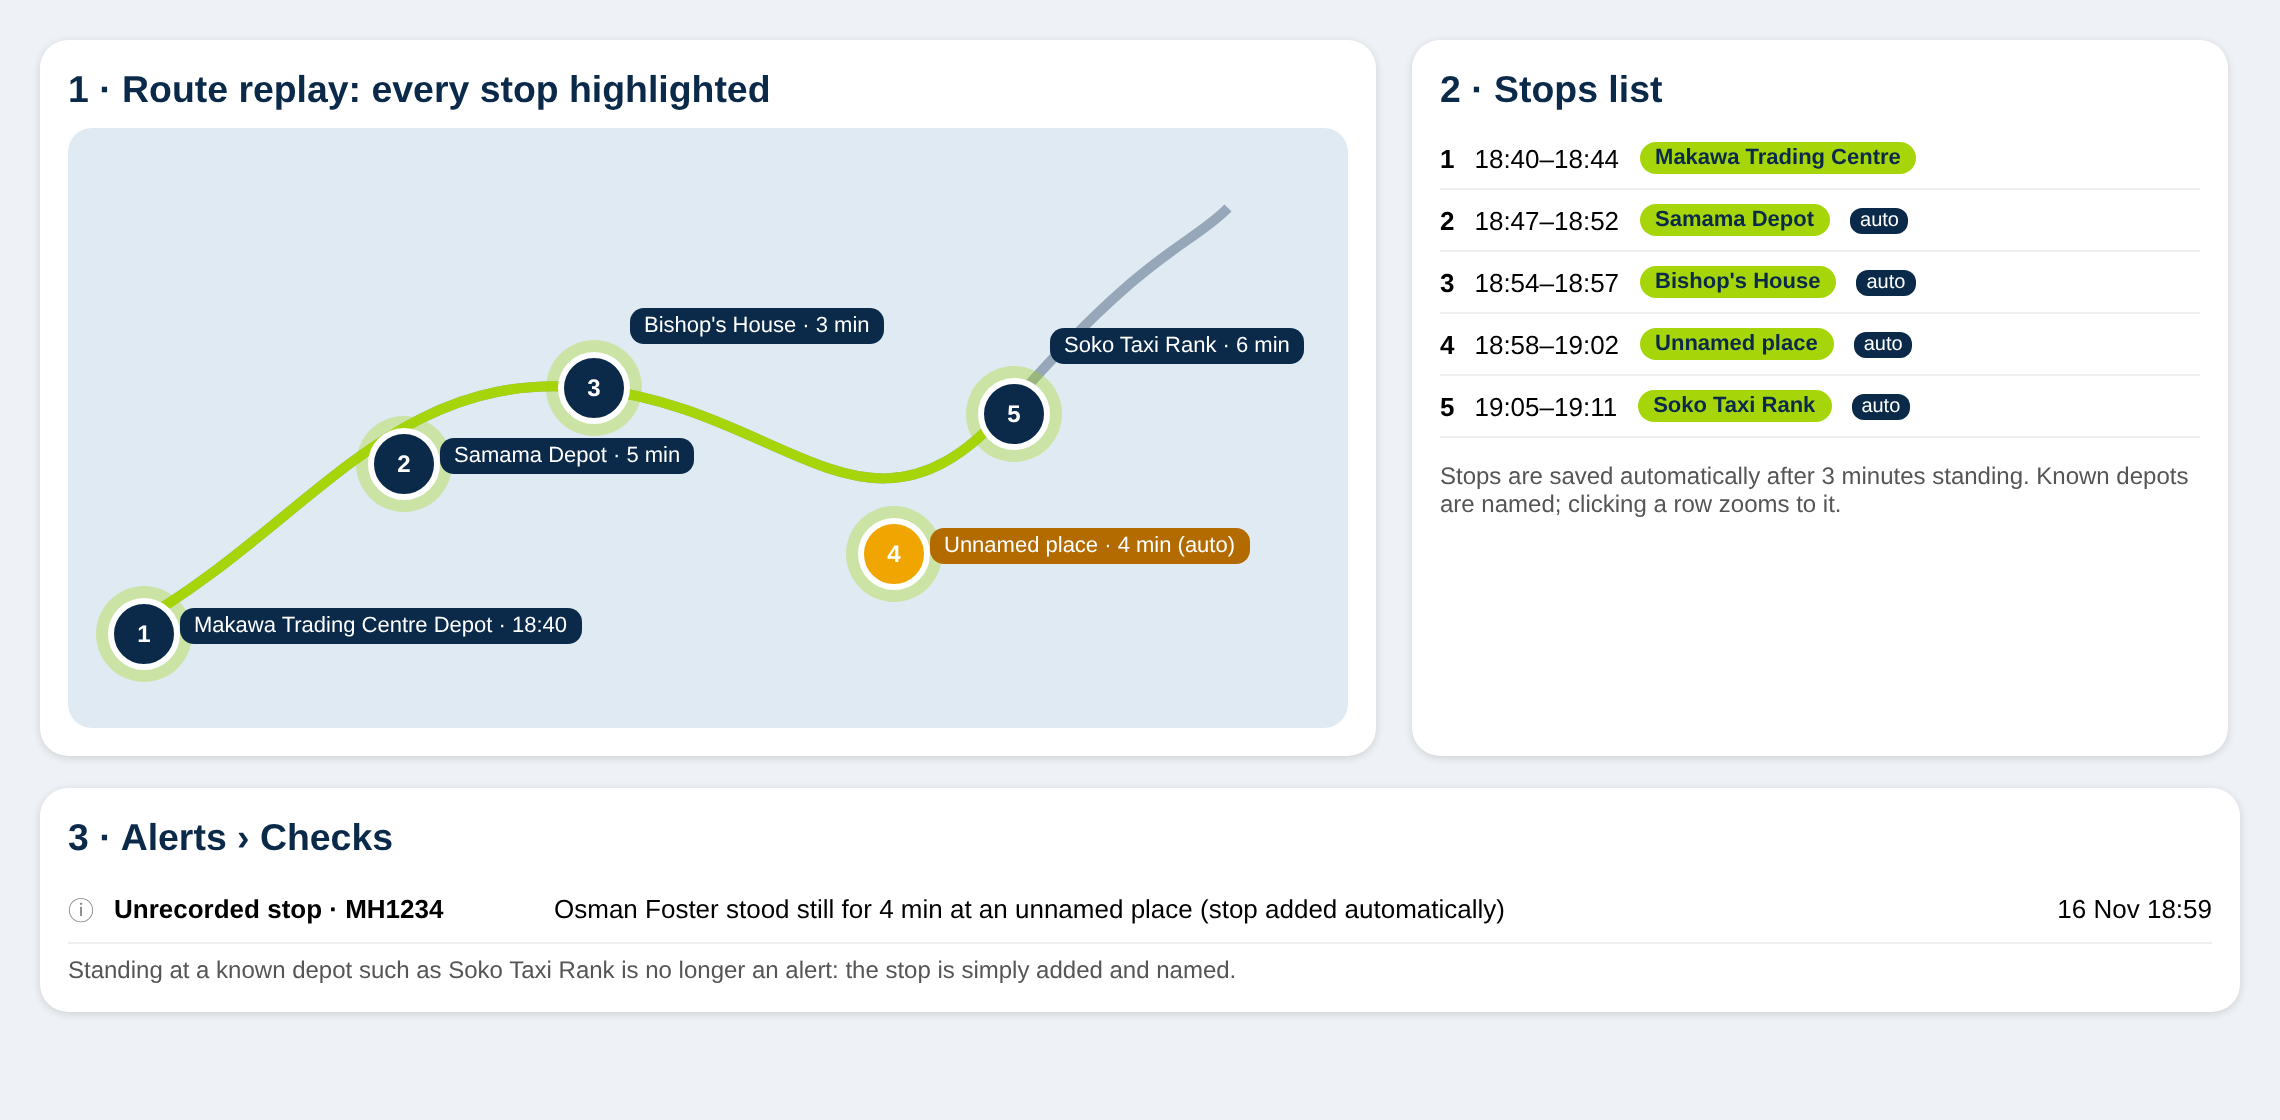 1 · Route replay: every stop highlighted
Bishop's House · 3 min
Soko Taxi Rank · 6 min
3
5
2
Samama Depot · 5 min
4
Unnamed place · 4 min (auto)
1
Makawa Trading Centre Depot · 18:40
2 · Stops list
1 18:40–18:44 Makawa Trading Centre
2 18:47–18:52 Samama Depot auto
3 18:54–18:57 Bishop's House auto
4 18:58–19:02 Unnamed place auto
5 19:05–19:11 Soko Taxi Rank auto
Stops are saved automatically after 3 minutes standing. Known depots
are named; clicking a row zooms to it.
3 · Alerts › Checks
ⓘ Unrecorded stop · MH1234 Osman Foster stood still for 4 min at an unnamed place (stop added automatically) 16 Nov 18:59
Standing at a known depot such as Soko Taxi Rank is no longer an alert: the stop is simply added and named.